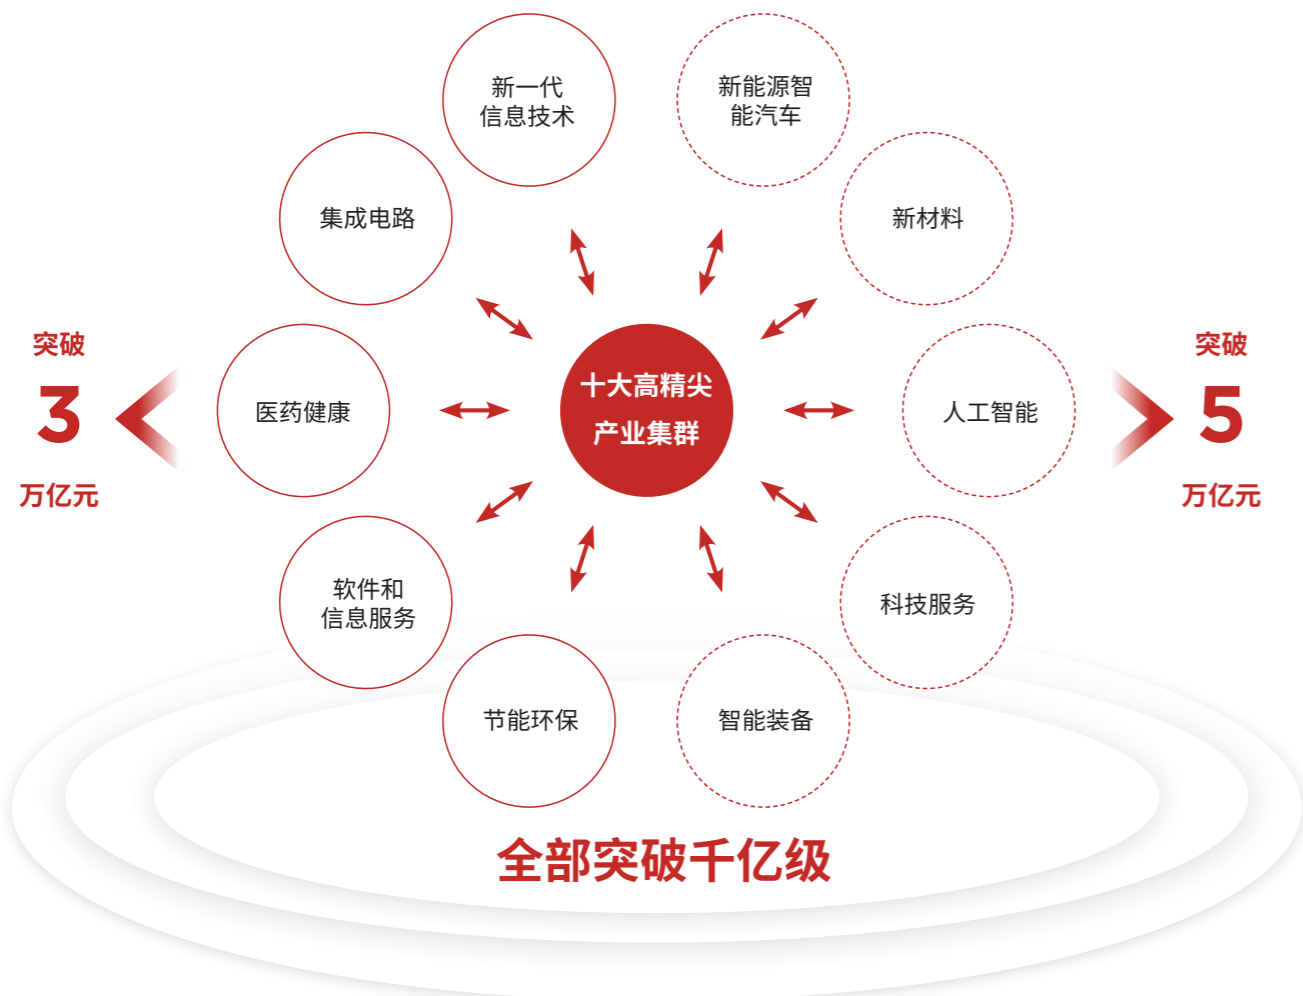 新一代
信息技术
新能源智
能汽车
集成电路
新材料
突破
3
万亿元
医药健康
十大高精尖
产业集群
人工智能
突破
5
万亿元
软件和
信息服务
科技服务
节能环保
智能装备
全部突破千亿级